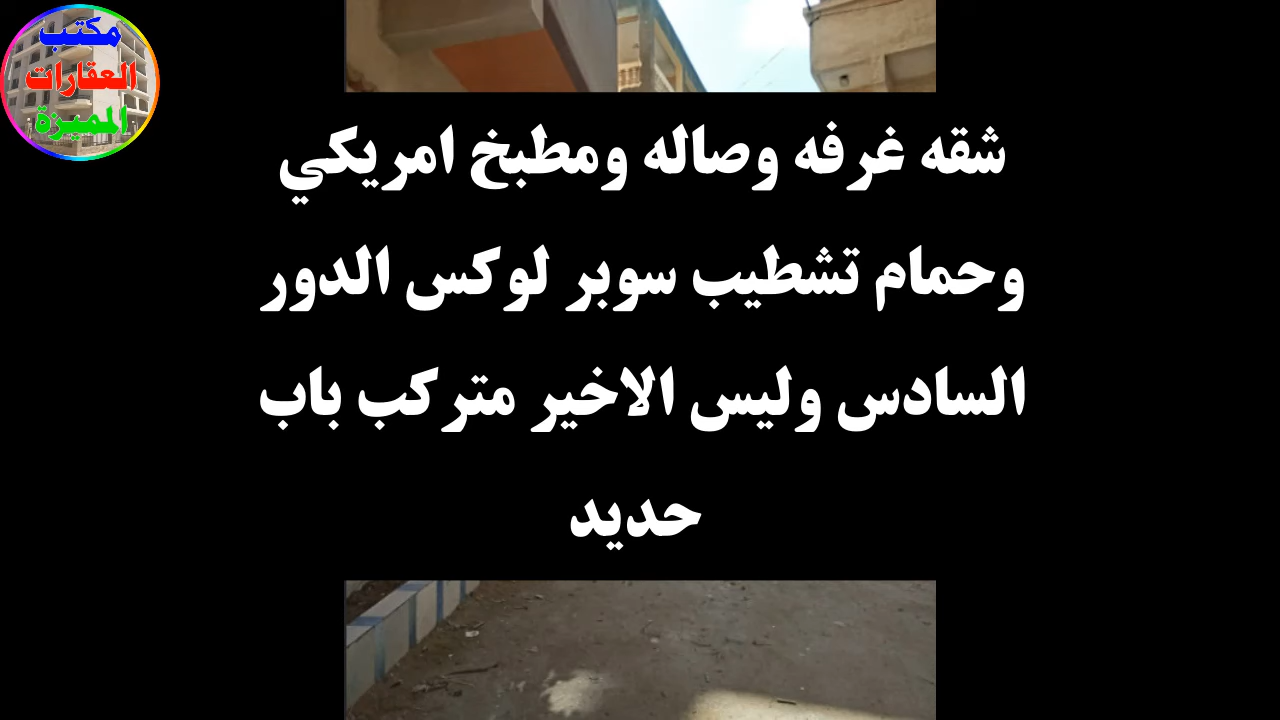 مكتب
العقارات
المميزة
شقه غرفه وصاله ومطبخ امريكي
وحمام تشطيب سوبر لوكس الدور
السادس وليس الاخير متركب باب
حديد